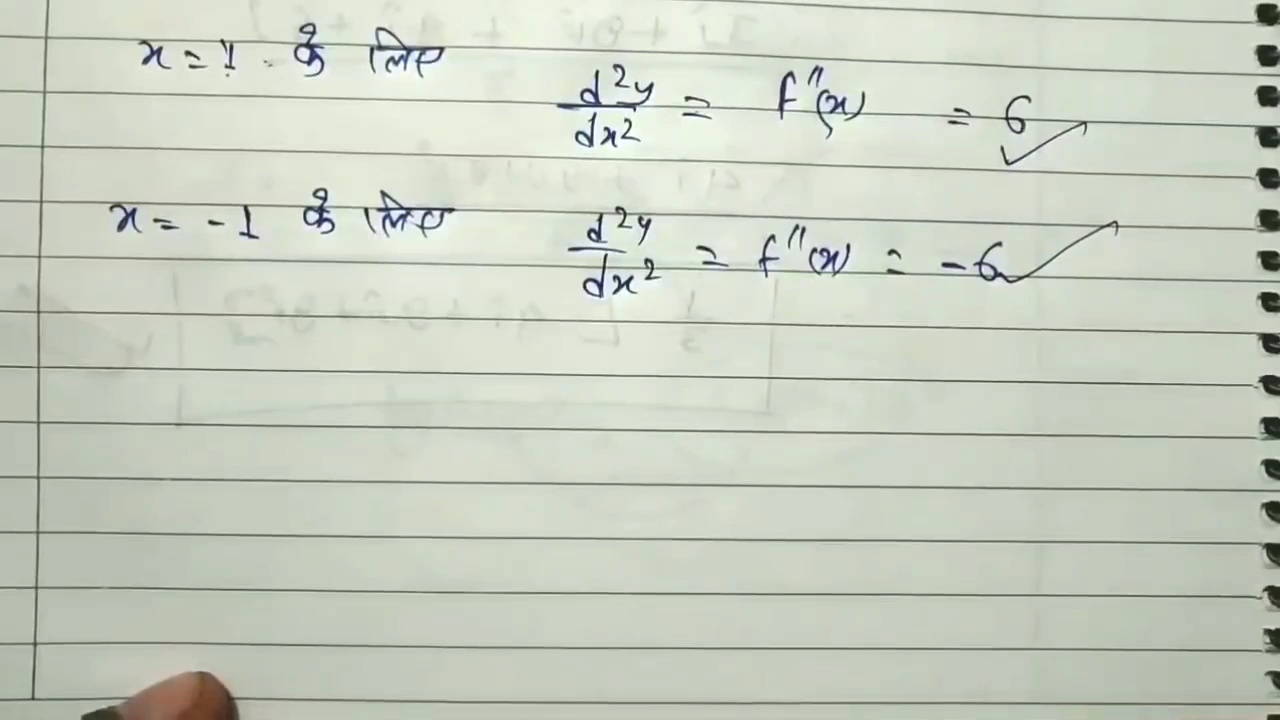 x = 1 के लिए d²y/dx² = f''(x) = 6
x = -1 के लिए d²y/dx² = f''(x) = -6